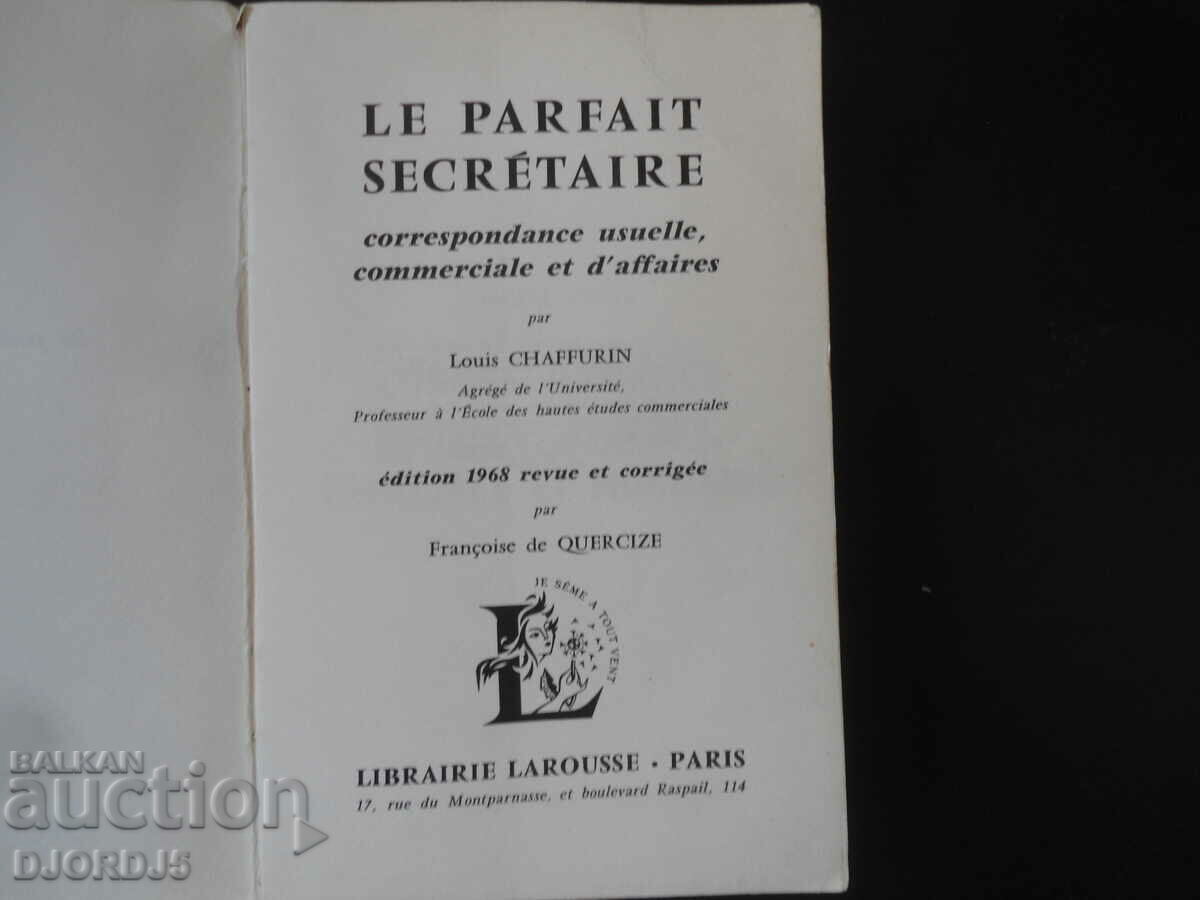 LE PARFAIT
SECRÉTAIRE
correspondance usuelle,
commerciale et d'affaires
par
Louis CHAFFURIN
Agrégé de l'Université,
Professeur à l'École des hautes études commerciales
édition 1968 revue et corrigée
par
Françoise de QUERCIZE
JE SÈME A TOUT VENT
LIBRAIRIE LAROUSSE • PARIS
17, rue du Montparnasse, et boulevard Raspail, 114
BALKAN
auction
DJORDJ5